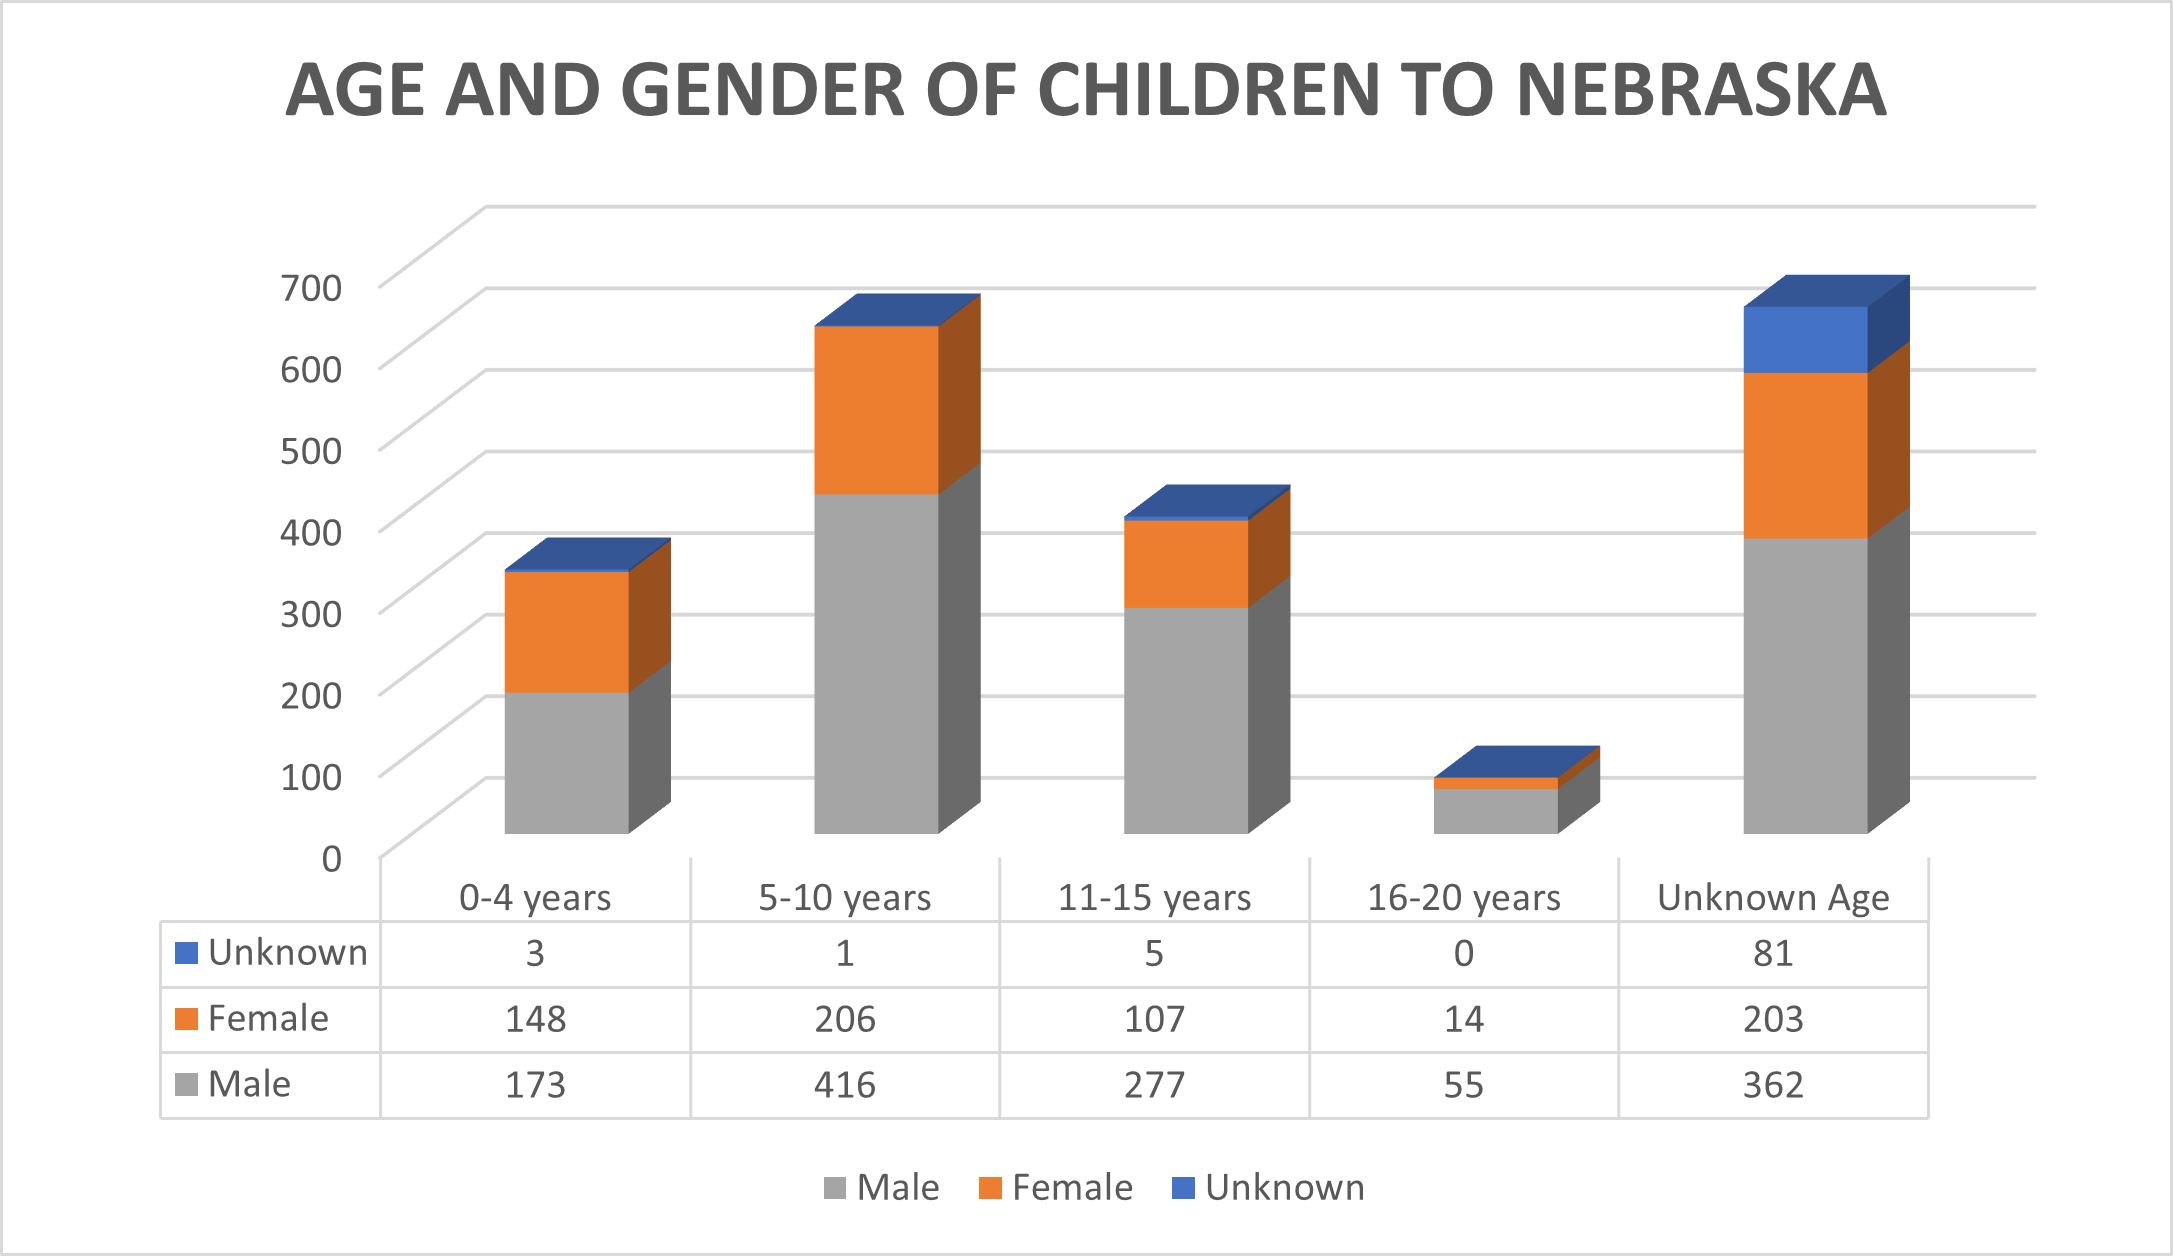 AGE AND GENDER OF CHILDREN TO NEBRASKA
700
600
500
400
300
200
100
0
0-4 years 5-10 years 11-15 years 16-20 years Unknown Age
Unknown 3 1 5 0 81
Female 148 206 107 14 203
Male 173 416 277 55 362
Male Female Unknown